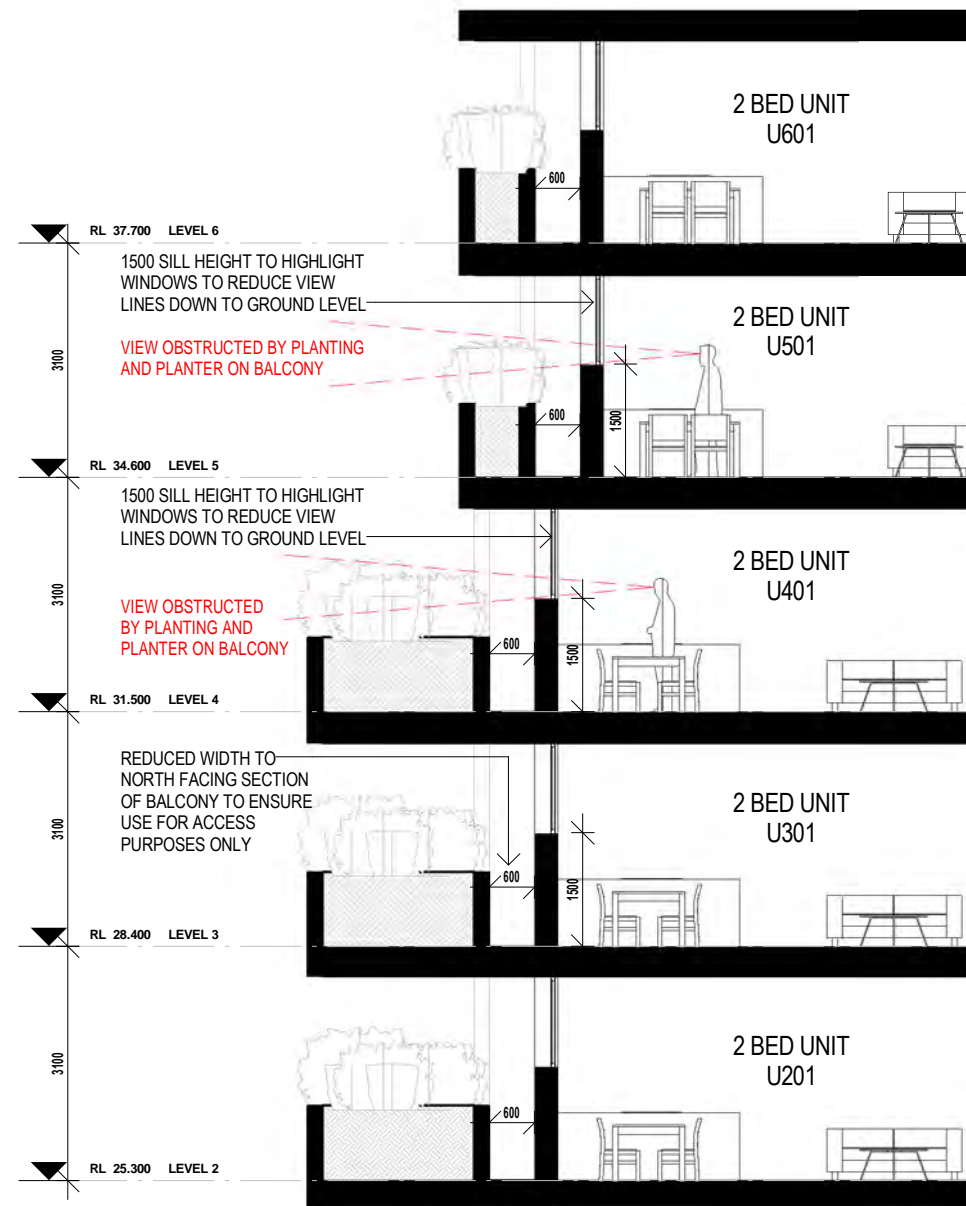 2 BED UNIT
U601
600
RL 37.700 LEVEL 6
1500 SILL HEIGHT TO HIGHLIGHT
WINDOWS TO REDUCE VIEW
LINES DOWN TO GROUND LEVEL
VIEW OBSTRUCTED BY PLANTING
AND PLANTER ON BALCONY
3100
2 BED UNIT
U501
600
1500
RL 34.600 LEVEL 5
1500 SILL HEIGHT TO HIGHLIGHT
WINDOWS TO REDUCE VIEW
LINES DOWN TO GROUND LEVEL
VIEW OBSTRUCTED
BY PLANTING AND
PLANTER ON BALCONY
3100
2 BED UNIT
U401
600
1500
RL 31.500 LEVEL 4
REDUCED WIDTH TO
NORTH FACING SECTION
OF BALCONY TO ENSURE
USE FOR ACCESS
PURPOSES ONLY
3100
2 BED UNIT
U301
600
1500
RL 28.400 LEVEL 3
3100
2 BED UNIT
U201
600
RL 25.300 LEVEL 2